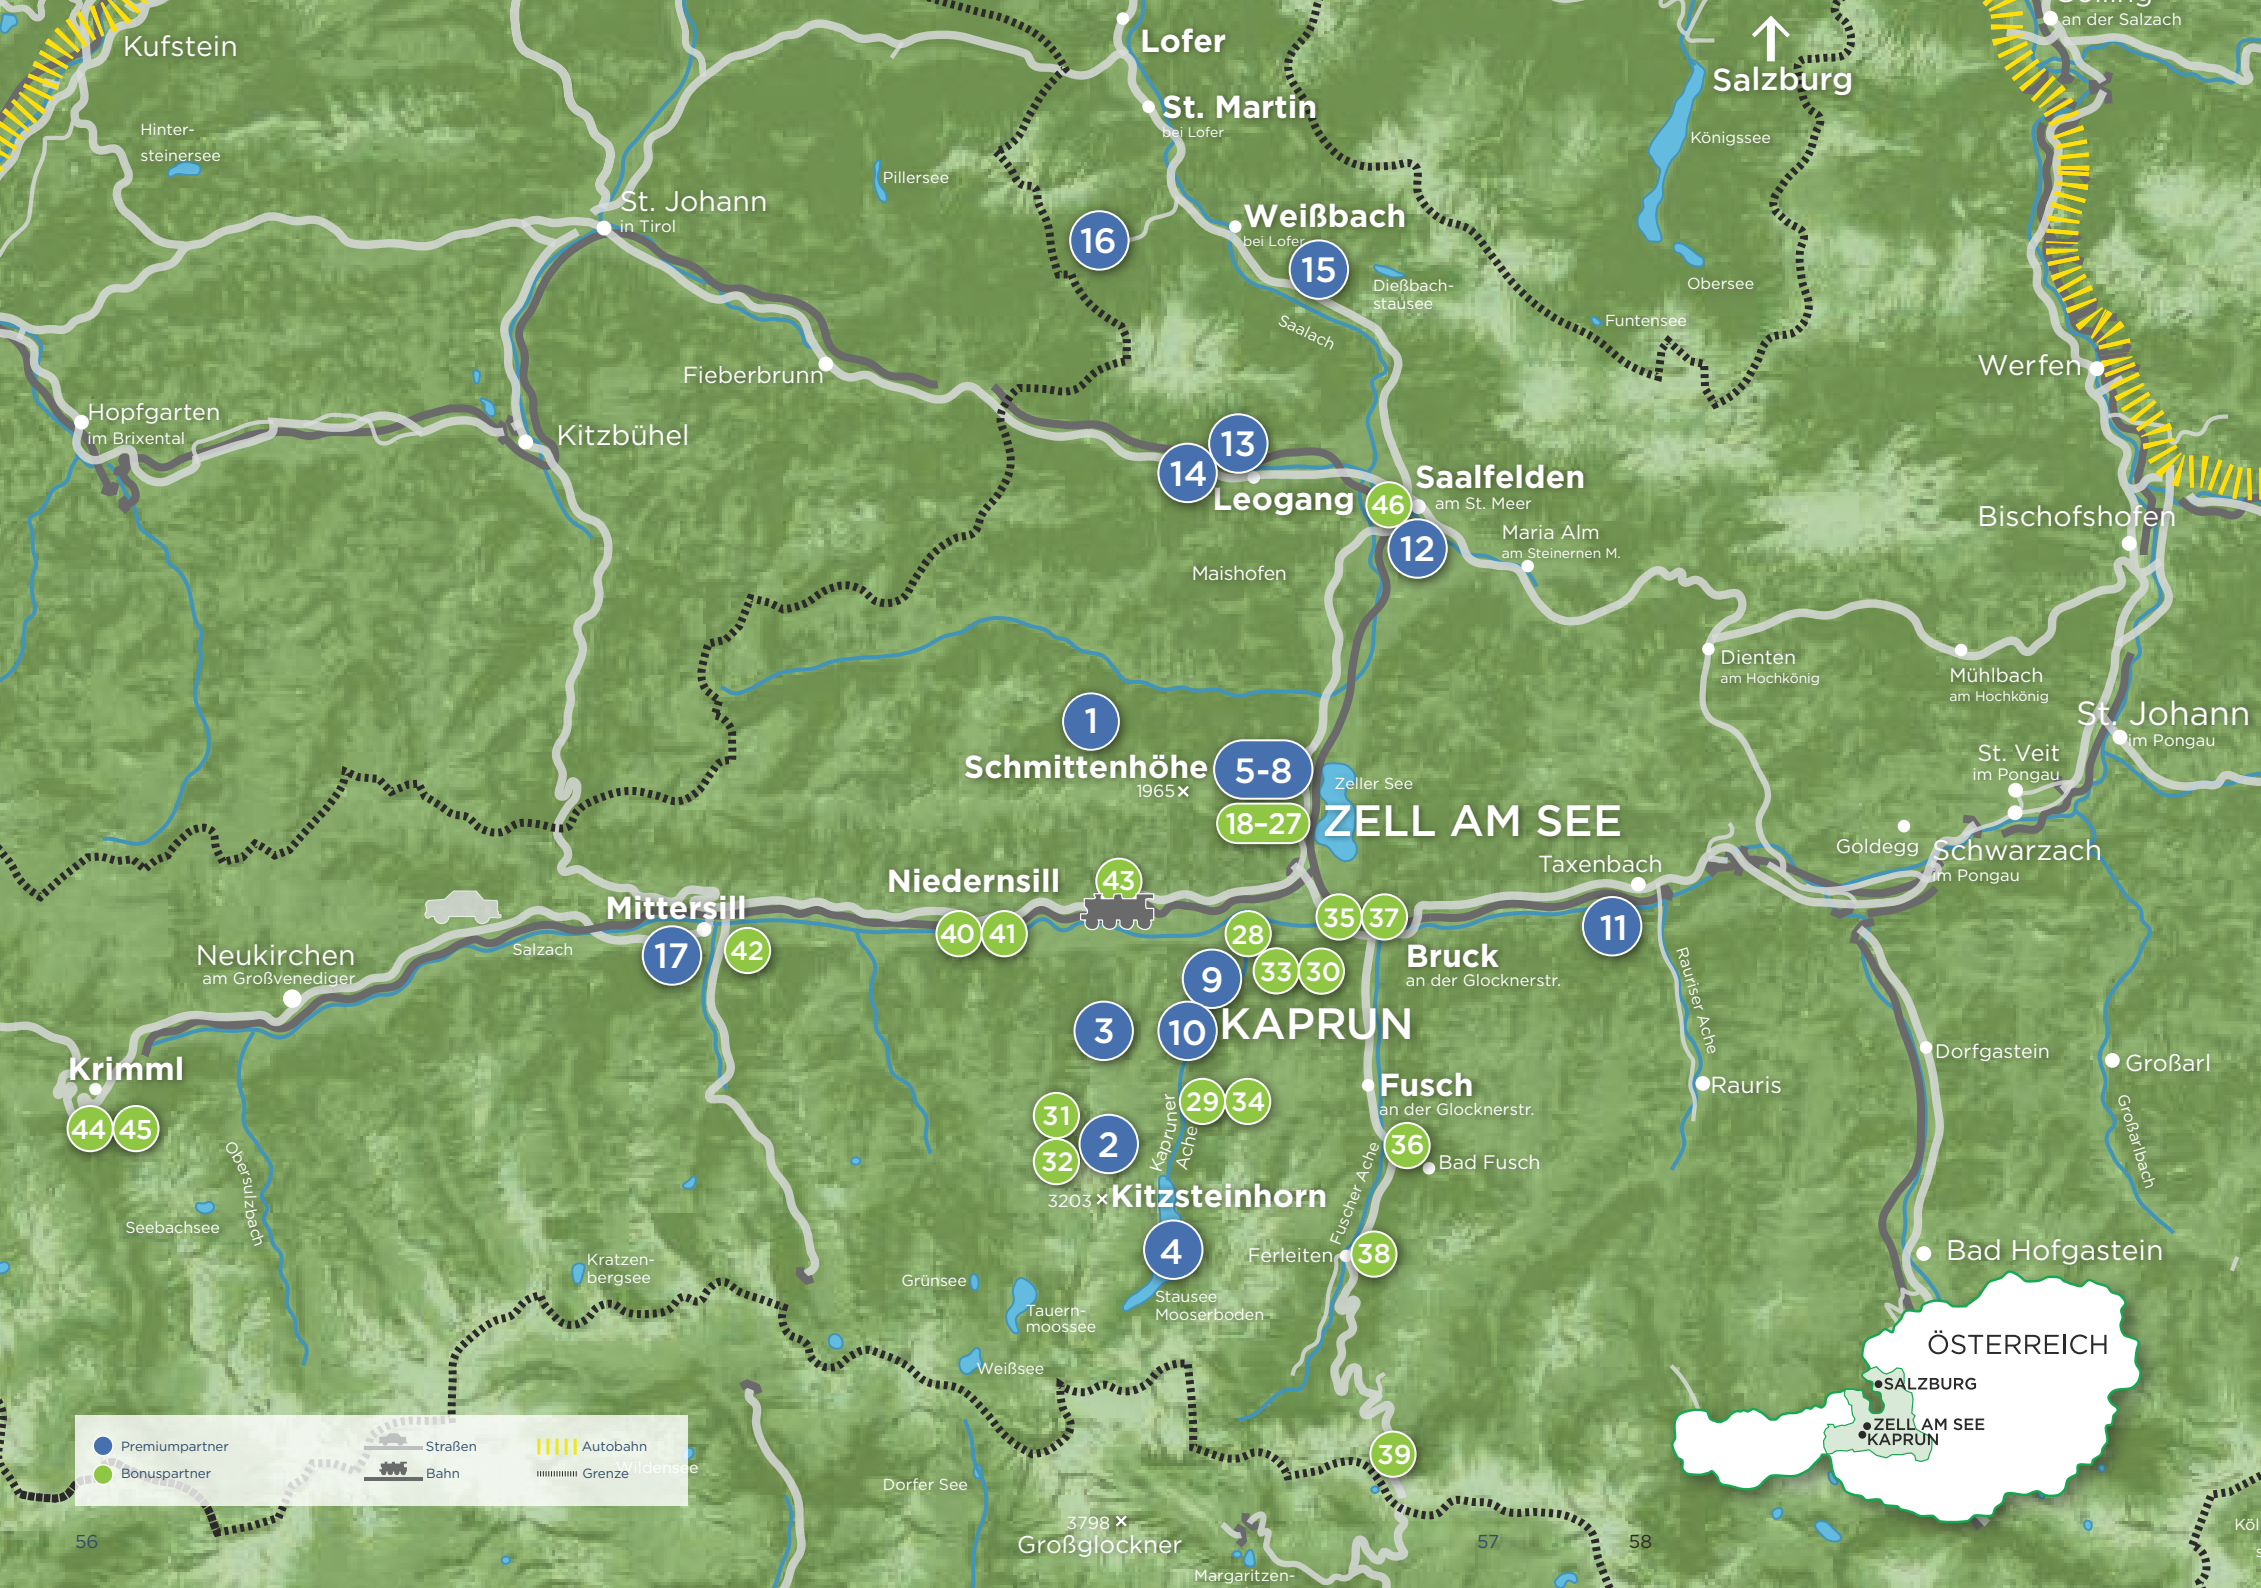 an der Salzach
Kufstein
Lofer
Salzburg
St. Martin
bei Lofer
Hinter-
steinersee
Königssee
Pillersee
St. Johann
in Tirol
Weißbach
bei Lofer
16
15
Dießbach-
stausee
Obersee
Saalach
Funtensee
Werfen
Fieberbrunn
Hopfgarten
im Brixental
Kitzbühel
13
14
Leogang
Saalfelden
am St. Meer
46
12
Maria Alm
am Steinernen M.
Bischofshofen
Maishofen
Dienten
am Hochkönig
Mühlbach
am Hochkönig
St. Johann
im Pongau
St. Veit
im Pongau
1
Schmittenhöhe
1965
5-8
Zeller See
18–27
ZELL AM SEE
Goldegg
Schwarzach
im Pongau
Taxenbach
Niedernsill
43
Mittersill
17
42
40
41
28
35
37
11
Neukirchen
am Großvenediger
Salzach
9
33
30
Bruck
an der Glocknerstr.
Rauriser Ache
3
10
KAPRUN
Dorfgastein
Großarl
Krimml
44
45
Fusch
an der Glocknerstr.
Rauris
31
32
2
29
34
Kapruner
Ache
36
Bad Fusch
Großarlbach
Obersulzbach
Seebachsee
3203
Kitzsteinhorn
Fuscher Ache
4
Ferleiten
38
Bad Hofgastein
Kratzen-
bergsee
Grünsee
Tauern-
moossee
Stausee
Mooserboden
Weißsee
ÖSTERREICH
SALZBURG
ZELL AM SEE
KAPRUN
Premiumpartner
Bonuspartner
Straßen
Bahn
Autobahn
Grenze
Wildensee
39
Dorfer See
3798
Großglockner
Margaritzen-
Köl
56
57
58